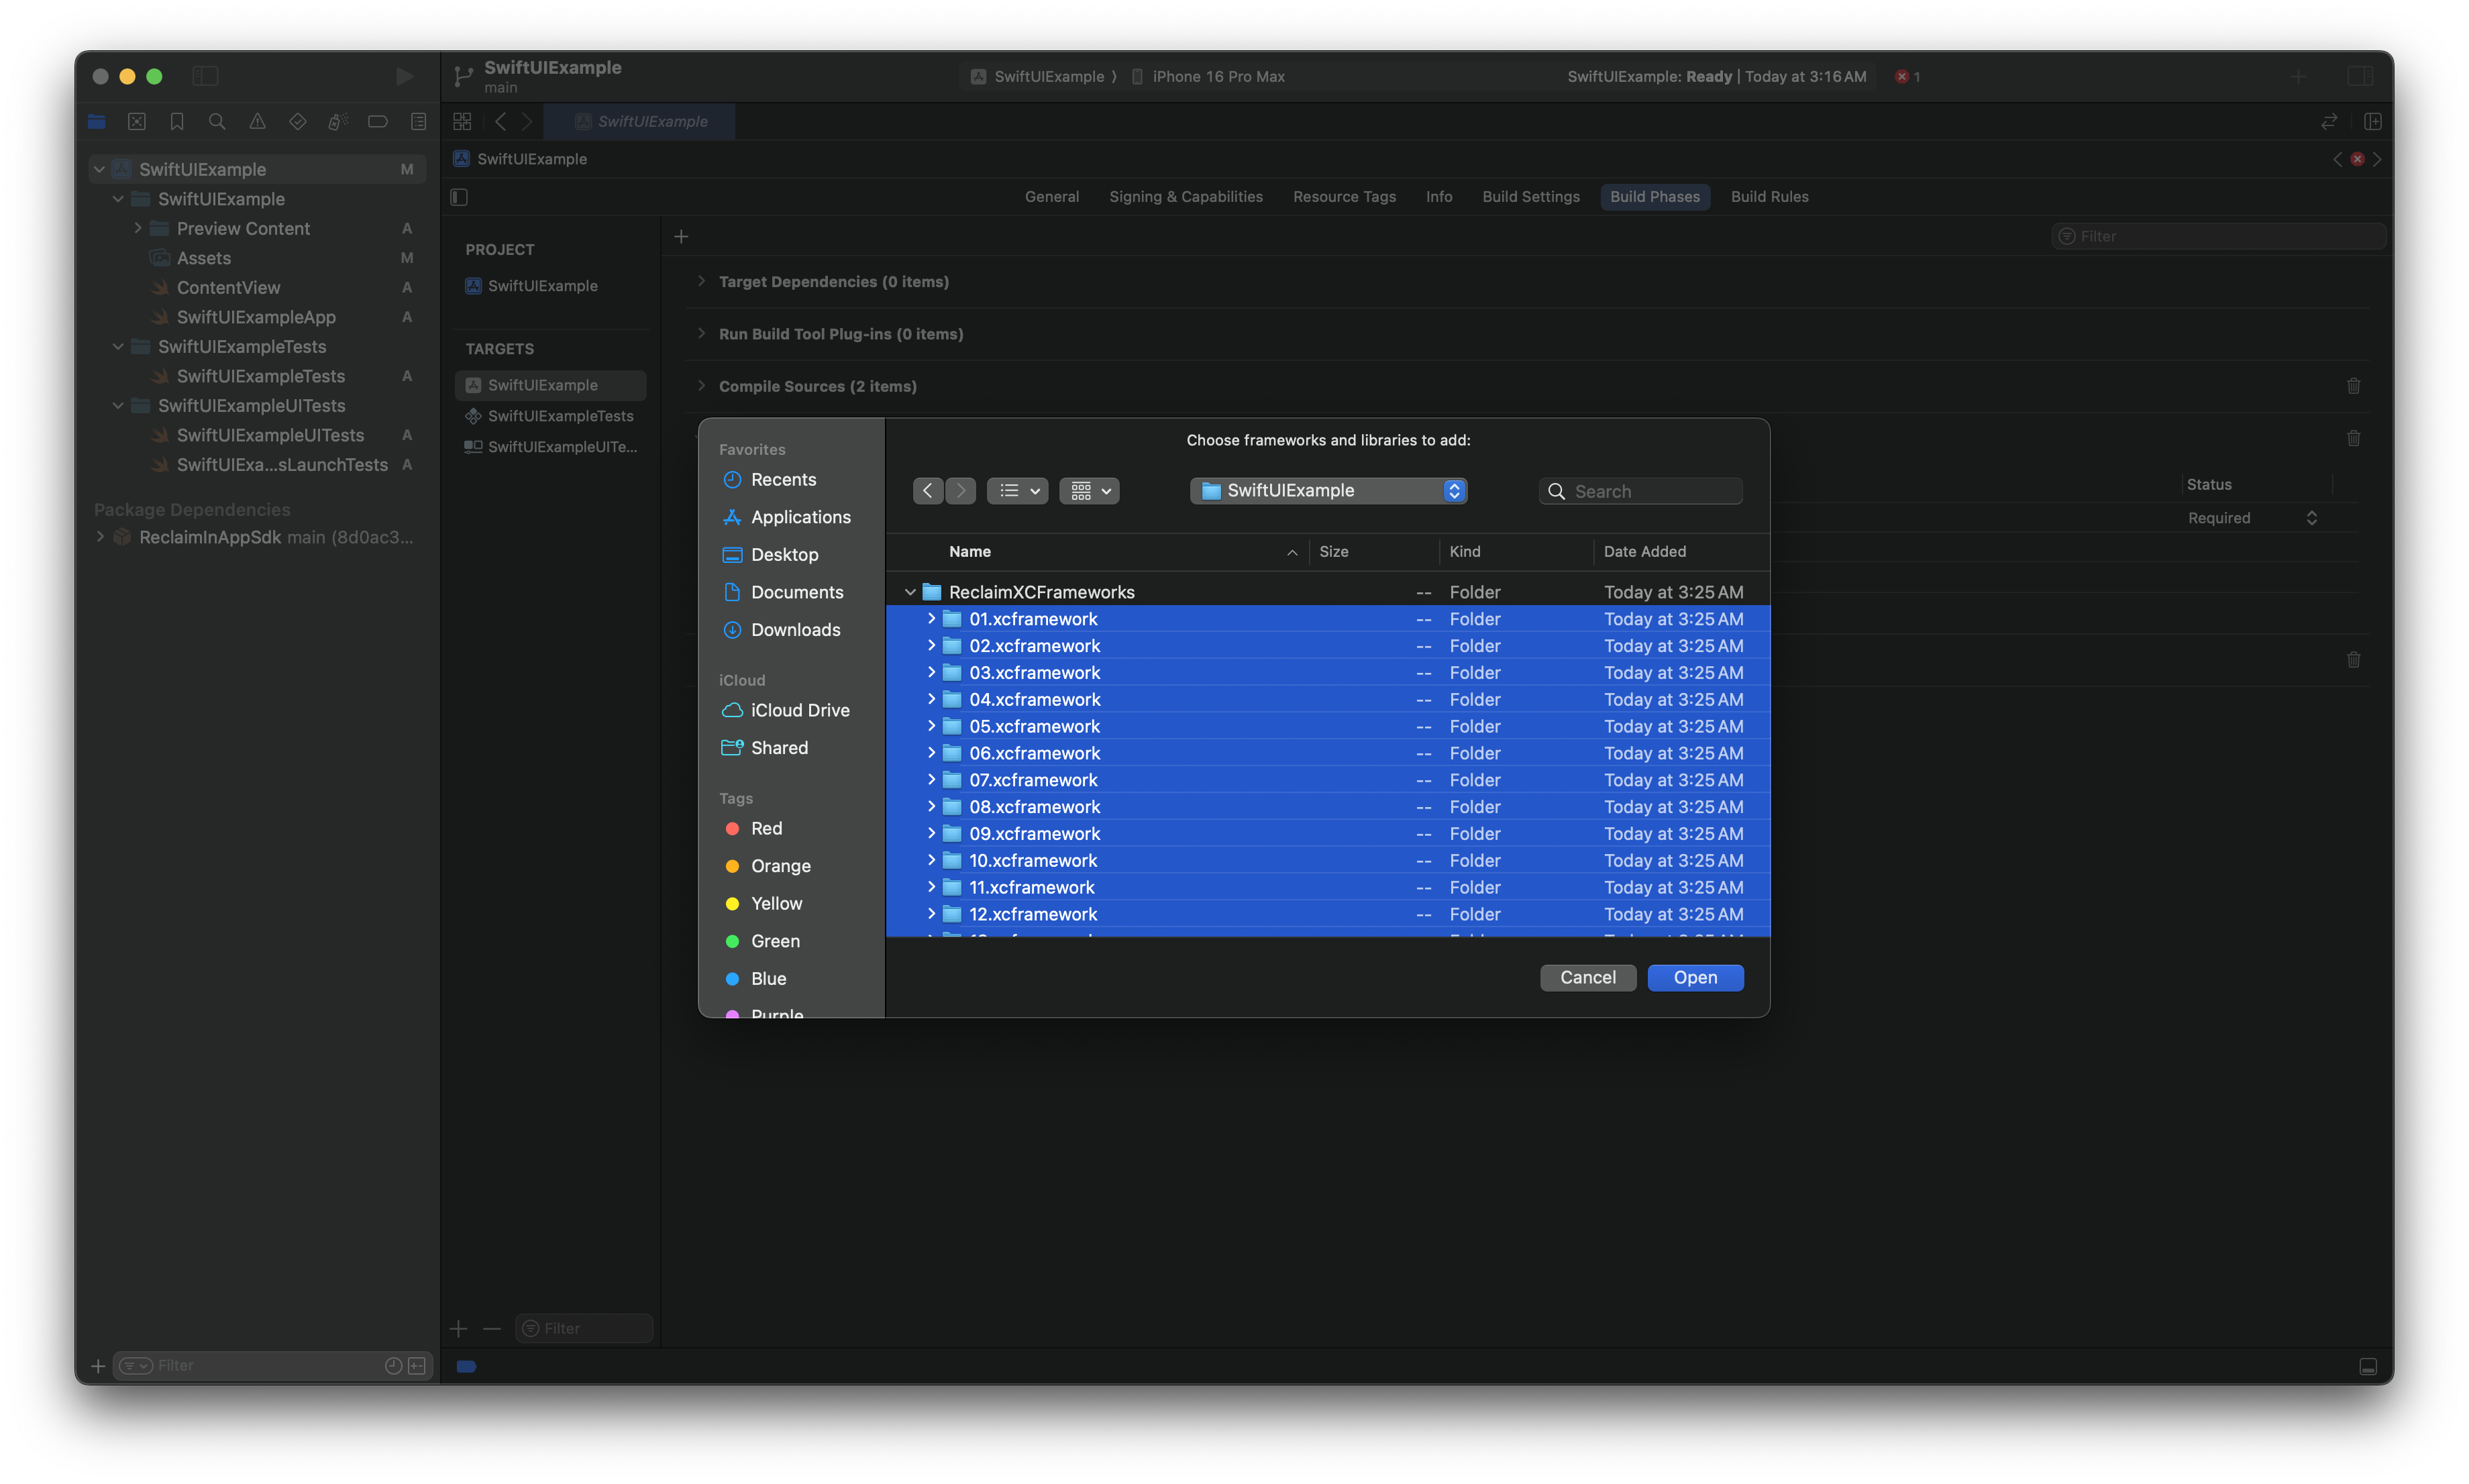 SwiftUIExample
main
SwiftUIExample ⟩ iPhone 16 Pro Max
SwiftUIExample: Ready | Today at 3:16 AM
1
SwiftUIExample
SwiftUIExample
General Signing & Capabilities Resource Tags Info Build Settings Build Phases Build Rules
SwiftUIExample M
SwiftUIExample
Preview Content A
Assets M
ContentView A
SwiftUIExampleApp A
SwiftUIExampleTests
SwiftUIExampleTests A
SwiftUIExampleUITests
SwiftUIExampleUITests A
SwiftUIExa...sLaunchTests A
Package Dependencies
ReclaimInAppSdk main (8d0ac3...
Filter
PROJECT
SwiftUIExample
TARGETS
SwiftUIExample
SwiftUIExampleTests
SwiftUIExampleUITe...
Filter
Filter
Target Dependencies (0 items)
Run Build Tool Plug-ins (0 items)
Compile Sources (2 items)
Status
Required
Favorites
Recents
Applications
Desktop
Documents
Downloads
iCloud
iCloud Drive
Shared
Tags
Red
Orange
Yellow
Green
Blue
Purple
Choose frameworks and libraries to add:
SwiftUIExample
Search
Name Size Kind Date Added
ReclaimXCFrameworks -- Folder Today at 3:25 AM
01.xcframework -- Folder Today at 3:25 AM
02.xcframework -- Folder Today at 3:25 AM
03.xcframework -- Folder Today at 3:25 AM
04.xcframework -- Folder Today at 3:25 AM
05.xcframework -- Folder Today at 3:25 AM
06.xcframework -- Folder Today at 3:25 AM
07.xcframework -- Folder Today at 3:25 AM
08.xcframework -- Folder Today at 3:25 AM
09.xcframework -- Folder Today at 3:25 AM
10.xcframework -- Folder Today at 3:25 AM
11.xcframework -- Folder Today at 3:25 AM
12.xcframework -- Folder Today at 3:25 AM
Cancel Open